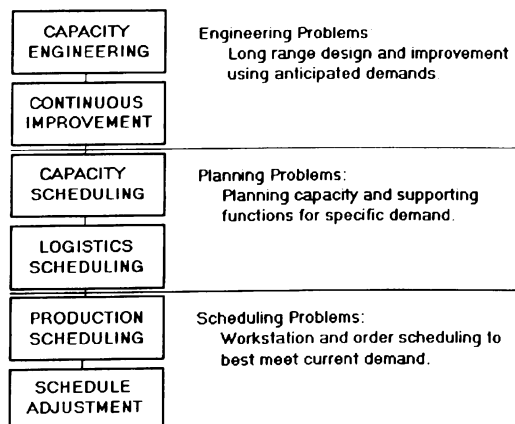 CAPACITY
ENGINEERING
Engineering Problems
Long range design and improvement
using anticipated demands
CONTINUOUS
IMPROVEMENT
CAPACITY
SCHEDULING
Planning Problems:
Planning capacity and supporting
functions for specific demand.
LOGISTICS
SCHEDULING
PRODUCTION
SCHEDULING
Scheduling Problems:
Workstation and order scheduling to
best meet current demand.
SCHEDULE
ADJUSTMENT